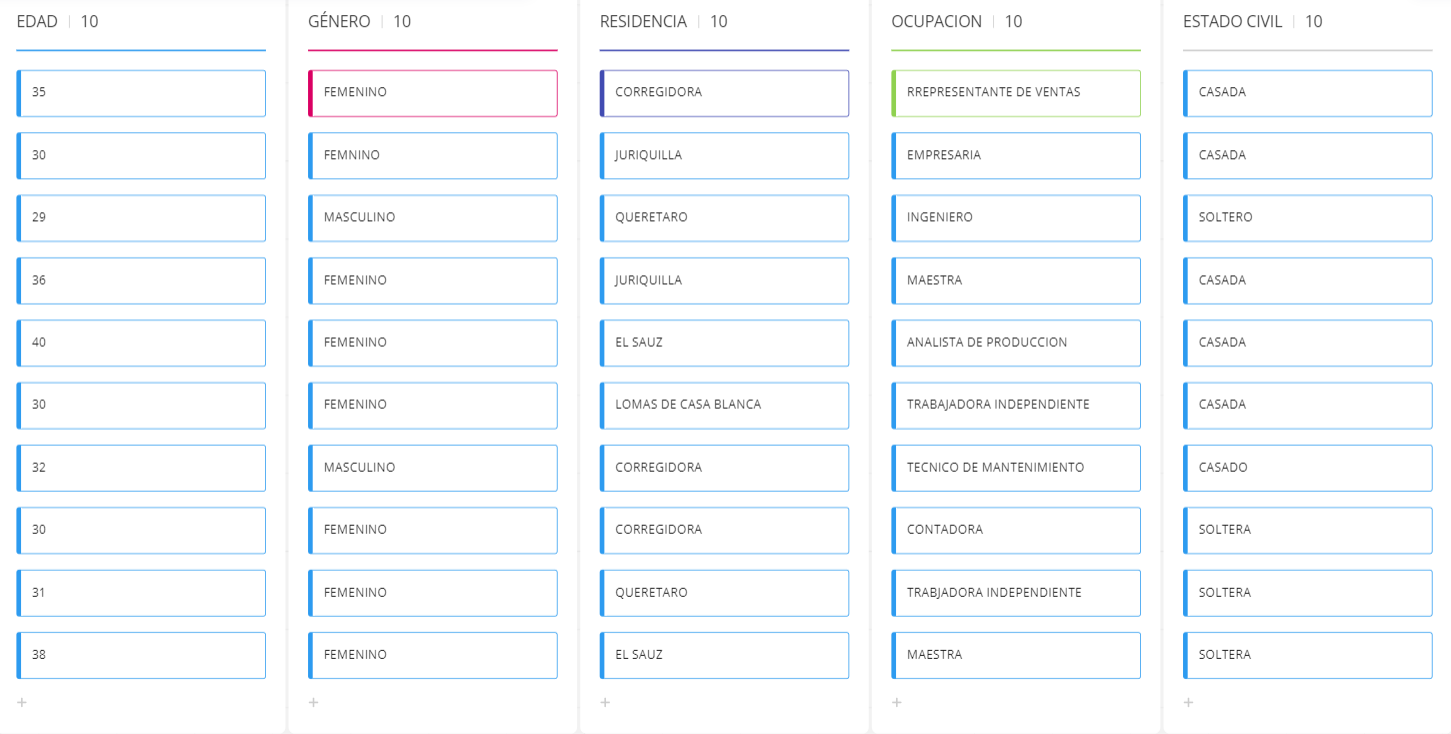 EDAD | 10
GÉNERO | 10
RESIDENCIA | 10
OCUPACION | 10
ESTADO CIVIL | 10
35
FEMENINO
CORREGIDORA
RREPRESENTANTE DE VENTAS
CASADA
30
FEMNINO
JURIQUILLA
EMPRESARIA
CASADA
29
MASCULINO
QUERETARO
INGENIERO
SOLTERO
36
FEMENINO
JURIQUILLA
MAESTRA
CASADA
40
FEMENINO
EL SAUZ
ANALISTA DE PRODUCCION
CASADA
30
FEMENINO
LOMAS DE CASA BLANCA
TRABAJADORA INDEPENDIENTE
CASADA
32
MASCULINO
CORREGIDORA
TECNICO DE MANTENIMIENTO
CASADO
30
FEMENINO
CORREGIDORA
CONTADORA
SOLTERA
31
FEMENINO
QUERETARO
TRABJADORA INDEPENDIENTE
SOLTERA
38
FEMENINO
EL SAUZ
MAESTRA
SOLTERA
+
+
+
+
+